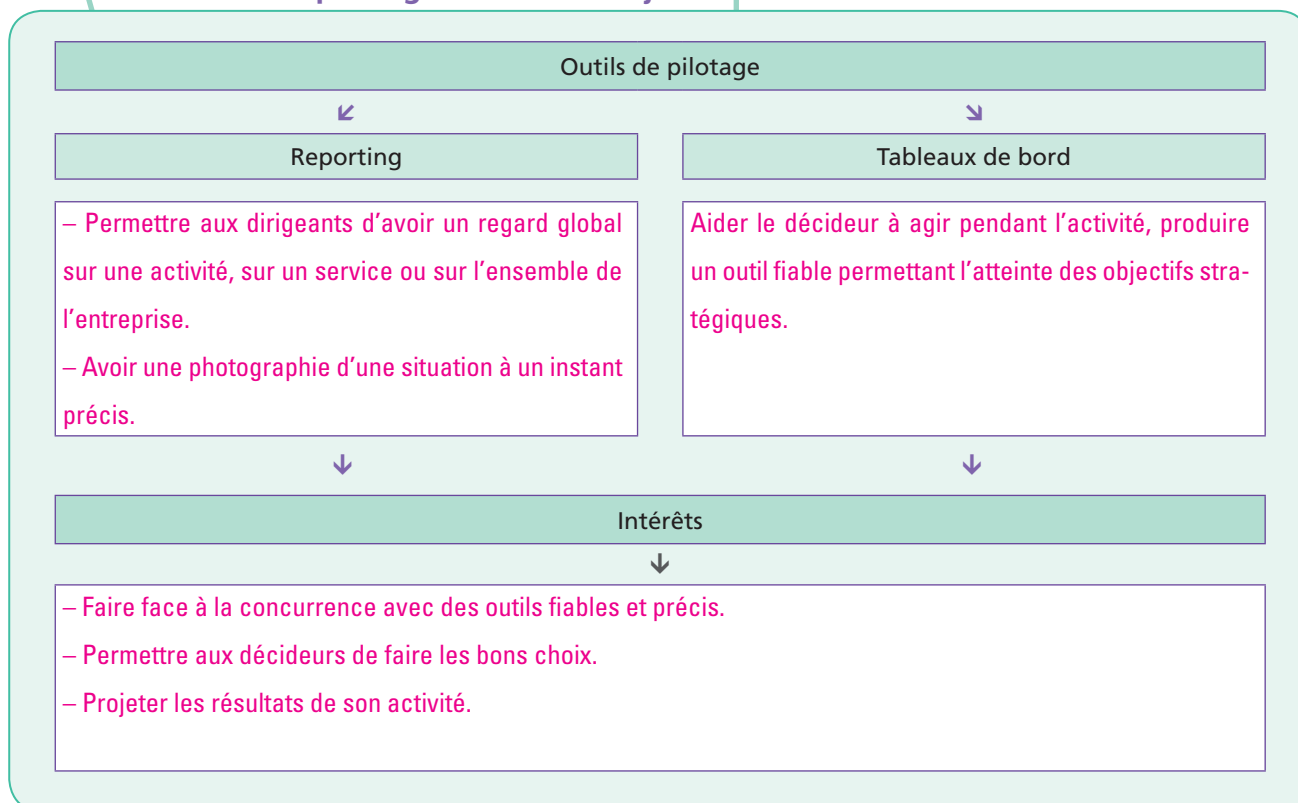 Outils de pilotage
Reporting
Tableaux de bord
– Permettre aux dirigeants d'avoir un regard global
sur une activité, sur un service ou sur l'ensemble de
l'entreprise.
– Avoir une photographie d'une situation à un instant
précis.
Aider le décideur à agir pendant l'activité, produire
un outil fiable permettant l'atteinte des objectifs stra-
tégiques.
Intérêts
– Faire face à la concurrence avec des outils fiables et précis.
– Permettre aux décideurs de faire les bons choix.
– Projeter les résultats de son activité.